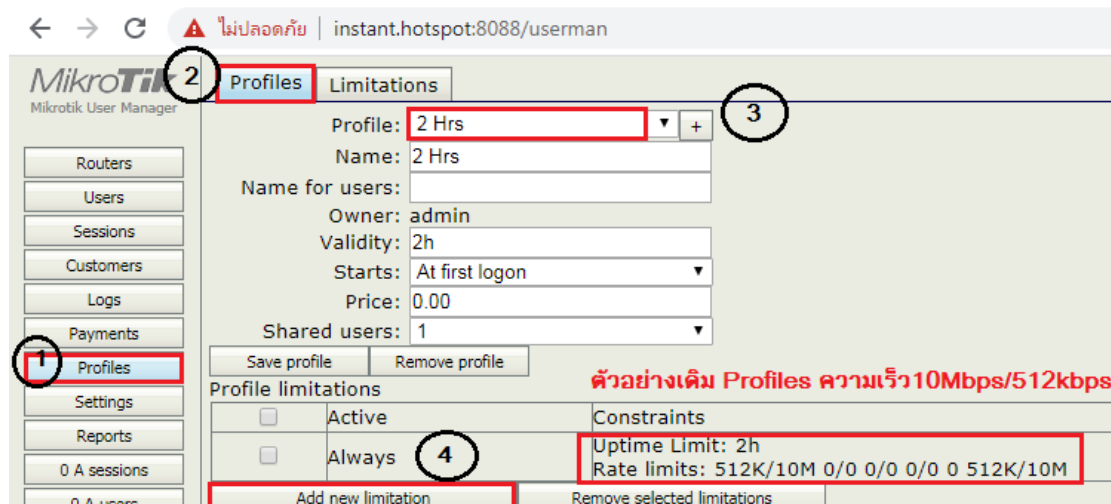 ไม่ปลอดภัย | instant.hotspot:8088/userman
MikroTik
Mikrotik User Manager
2
Profiles
Limitations
3
Profile: 2 Hrs
+
Name: 2 Hrs
Name for users:
Owner: admin
Validity: 2h
Starts: At first logon
Price: 0.00
Shared users: 1
Save profile
Remove profile
Routers
Users
Sessions
Customers
Logs
Payments
1
Profiles
Settings
Reports
0 A sessions
0 A users
ตัวอย่างเดิม Profiles ความเร็ว10Mbps/512kbps
Profile limitations
Active
Constraints
Always
4
Uptime Limit: 2h
Rate limits: 512K/10M 0/0 0/0 0/0 0 512K/10M
Add new limitation
Remove selected limitations